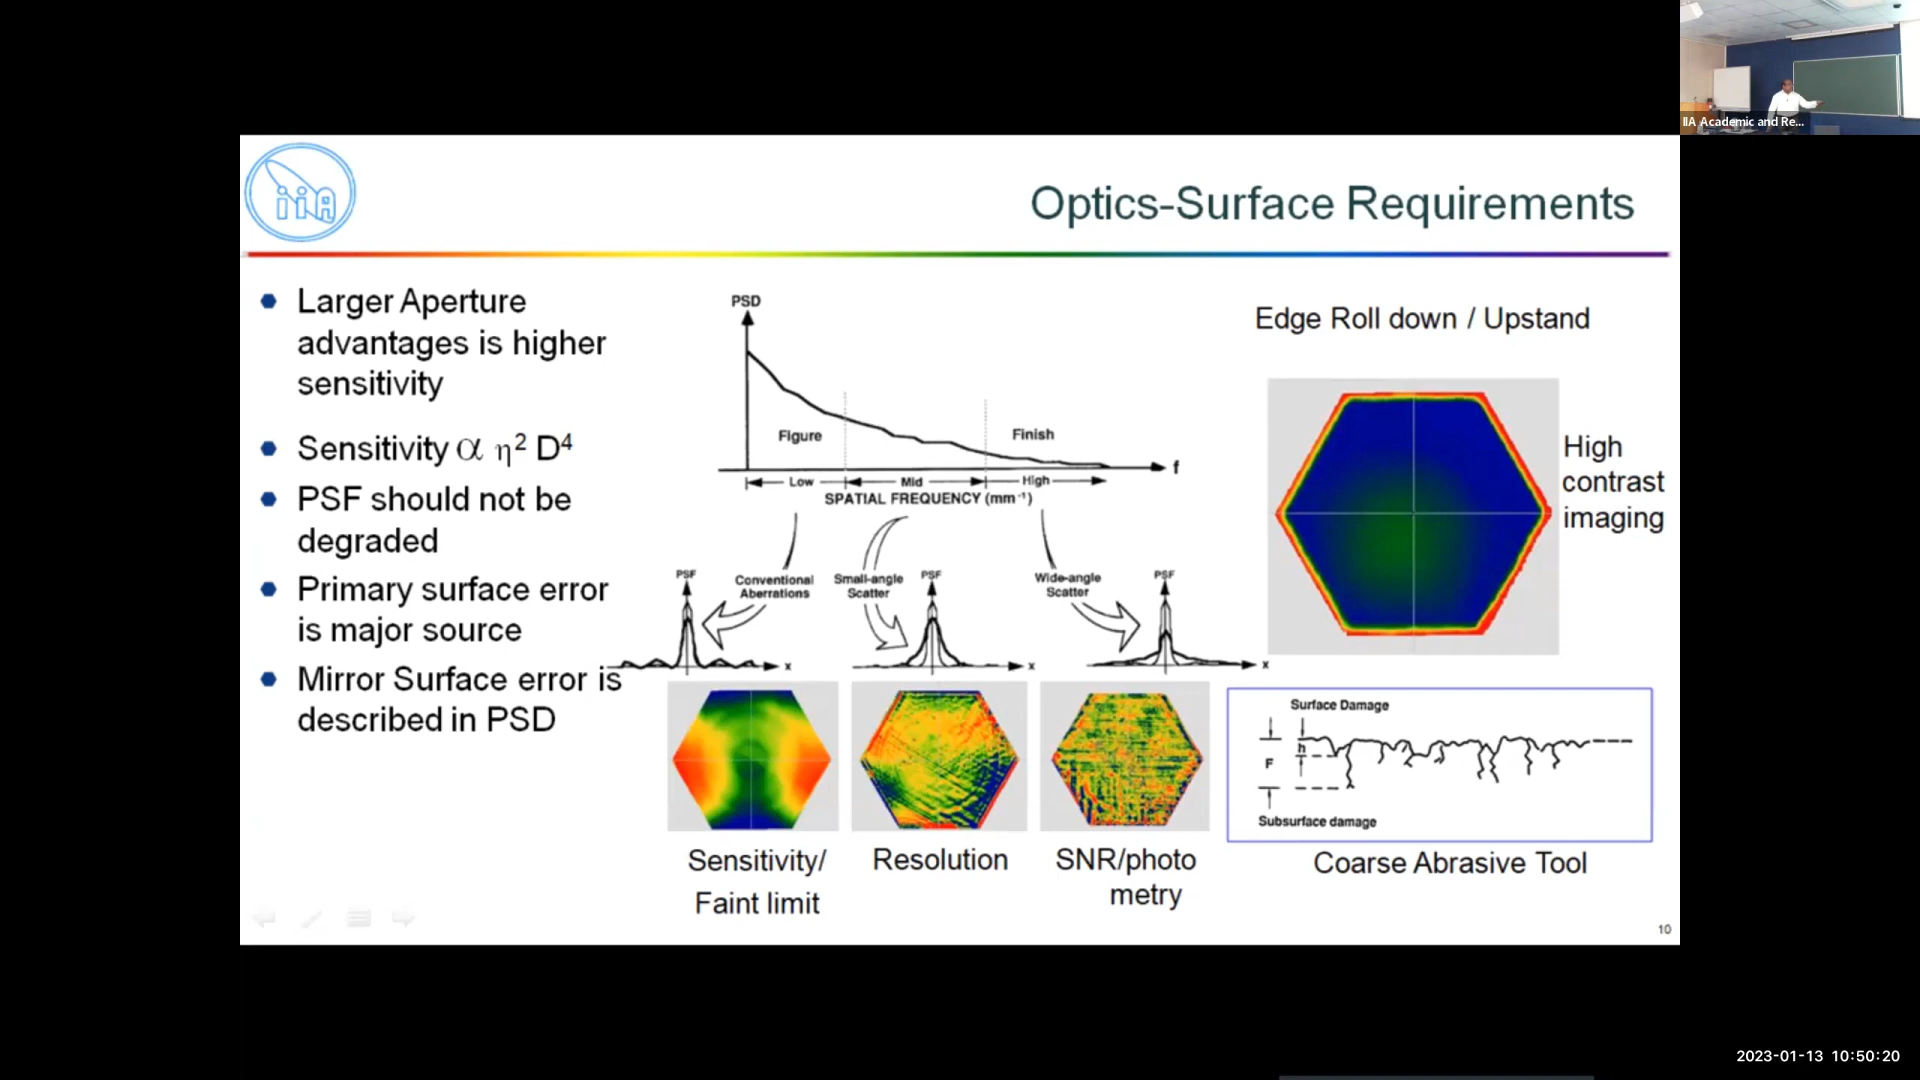 IIA Academic and Re...
iiA
Optics-Surface Requirements
Larger Aperture
advantages is higher
sensitivity
Sensitivity α η² D⁴
PSF should not be
degraded
Primary surface error
is major source
Mirror Surface error is
described in PSD
PSD
Figure
Finish
f
Low
Mid
High
SPATIAL FREQUENCY (mm⁻¹)
PSF
Conventional
Aberrations
x
Small-angle
Scatter
PSF
x
Wide-angle
Scatter
PSF
x
Sensitivity/
Faint limit
Resolution
SNR/photo
metry
Edge Roll down / Upstand
High
contrast
imaging
Surface Damage
h
F
Subsurface damage
Coarse Abrasive Tool
10
2023-01-13 10:50:20